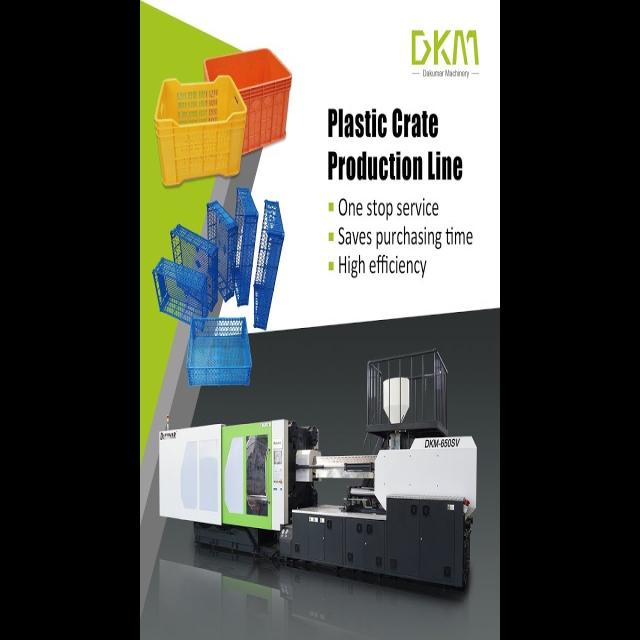 DKM
Dakumar Machinery
Plastic Crate
Production Line
One stop service
Saves purchasing time
High efficiency
DKM-650SV